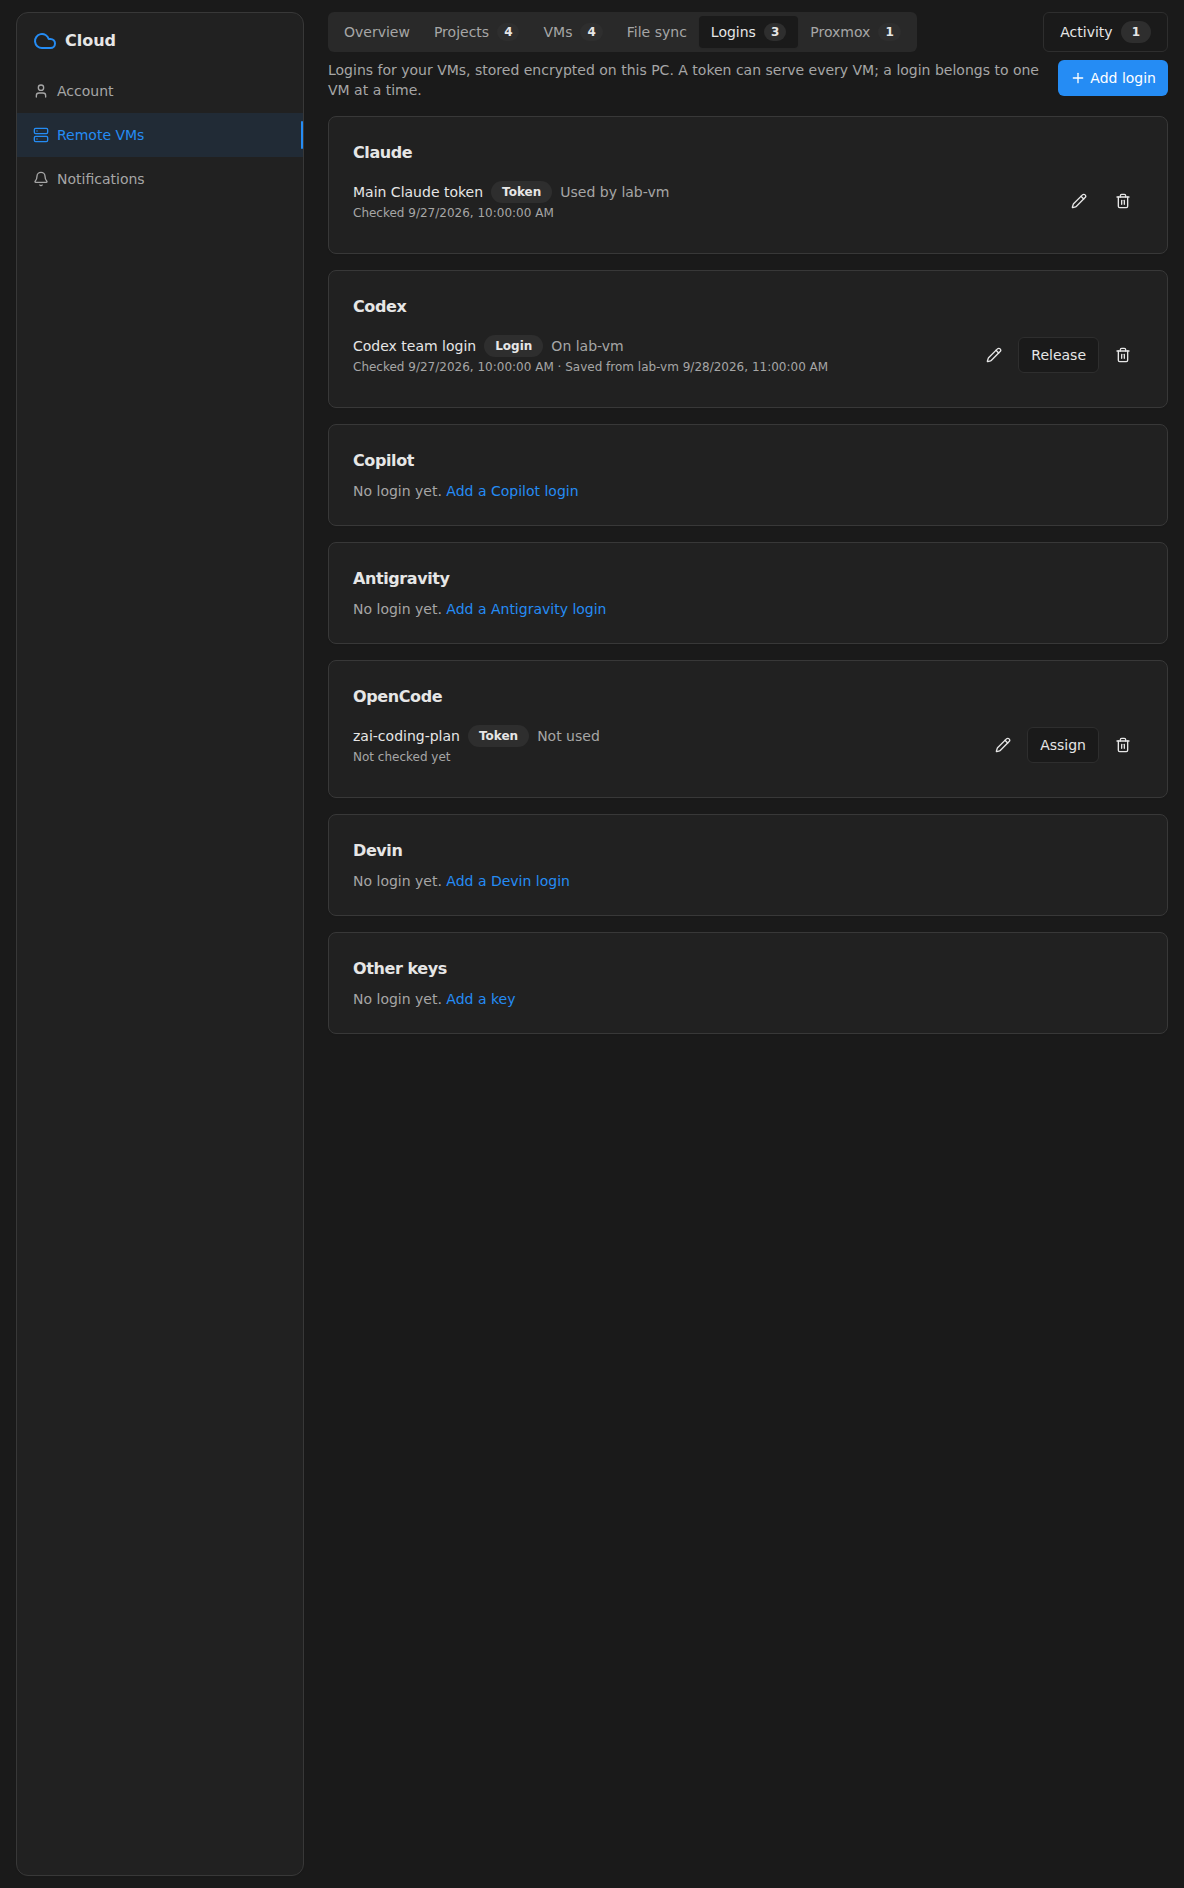 Cloud
Account
Remote VMs
Notifications
Overview Projects 4 VMs 4 File sync Logins 3 Proxmox 1 Activity 1
Logins for your VMs, stored encrypted on this PC. A token can serve every VM; a login belongs to one
VM at a time.
Add login
Claude
Main Claude token Token Used by lab-vm
Checked 9/27/2026, 10:00:00 AM
Codex
Codex team login Login On lab-vm
Checked 9/27/2026, 10:00:00 AM · Saved from lab-vm 9/28/2026, 11:00:00 AM
Release
Copilot
No login yet. Add a Copilot login
Antigravity
No login yet. Add a Antigravity login
OpenCode
zai-coding-plan Token Not used
Not checked yet
Assign
Devin
No login yet. Add a Devin login
Other keys
No login yet. Add a key